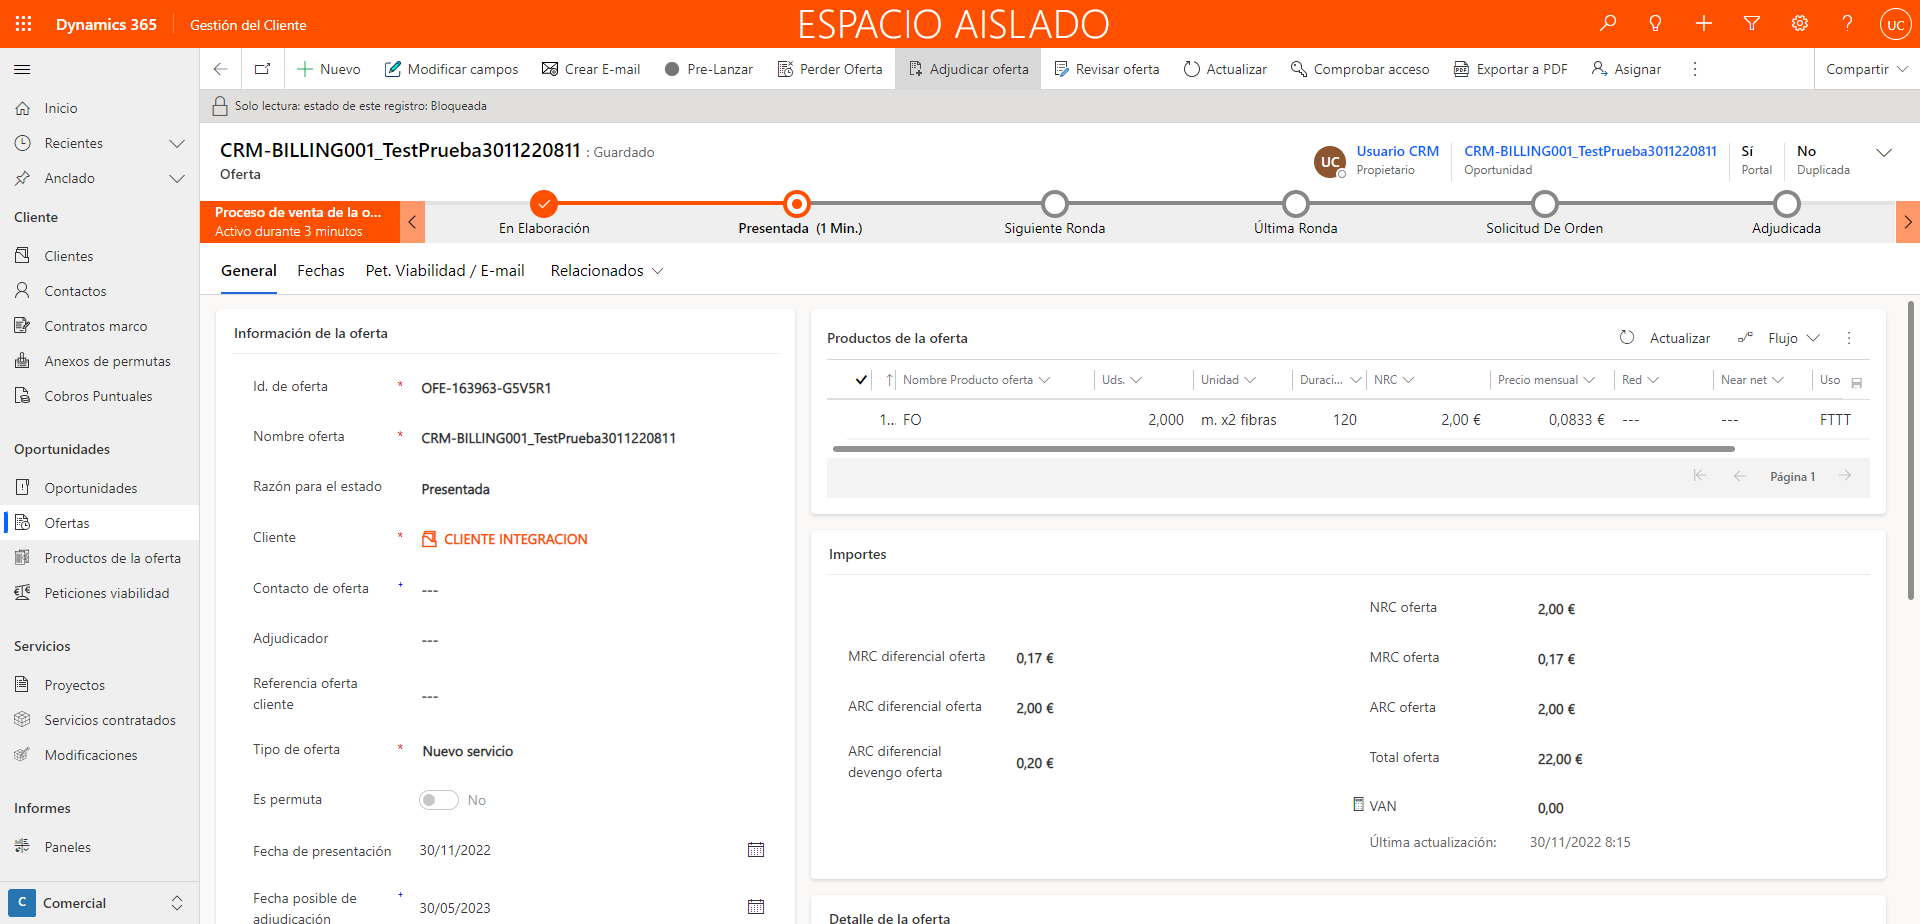 Dynamics 365
Gestión del Cliente
ESPACIO AISLADO
UC
Nuevo
Modificar campos
Crear E-mail
Pre-Lanzar
Perder Oferta
Adjudicar oferta
Revisar oferta
Actualizar
Comprobar acceso
Exportar a PDF
Asignar
Compartir
Solo lectura: estado de este registro: Bloqueada
Inicio
Recientes
Anclado
Cliente
Clientes
Contactos
Contratos marco
Anexos de permutas
Cobros Puntuales
Oportunidades
Oportunidades
Ofertas
Productos de la oferta
Peticiones viabilidad
Servicios
Proyectos
Servicios contratados
Modificaciones
Informes
Paneles
C Comercial
CRM-BILLING001_TestPrueba3011220811 : Guardado
Oferta
UC
Usuario CRM
Propietario
CRM-BILLING001_TestPrueba3011220811
Oportunidad
Sí
Portal
No
Duplicada
Proceso de venta de la o...
Activo durante 3 minutos
En Elaboración
Presentada (1 Min.)
Siguiente Ronda
Última Ronda
Solicitud De Orden
Adjudicada
General
Fechas
Pet. Viabilidad / E-mail
Relacionados
Información de la oferta
Id. de oferta * OFE-163963-G5V5R1
Nombre oferta * CRM-BILLING001_TestPrueba3011220811
Razón para el estado Presentada
Cliente * CLIENTE INTEGRACION
Contacto de oferta + ---
Adjudicador ---
Referencia oferta
cliente ---
Tipo de oferta * Nuevo servicio
Es permuta No
Fecha de presentación 30/11/2022
Fecha posible de
adjudicación + 30/05/2023
Productos de la oferta
Actualizar
Flujo
Nombre Producto oferta Uds. Unidad Duraci... NRC Precio mensual Red Near net Uso
1... FO 2,000 m. x2 fibras 120 2,00 € 0,0833 € --- --- FTTT
Página 1
Importes
MRC diferencial oferta 0,17 €
ARC diferencial oferta 2,00 €
ARC diferencial
devengo oferta 0,20 €
NRC oferta 2,00 €
MRC oferta 0,17 €
ARC oferta 2,00 €
Total oferta 22,00 €
VAN 0,00
Última actualización: 30/11/2022 8:15
Detalle de la oferta